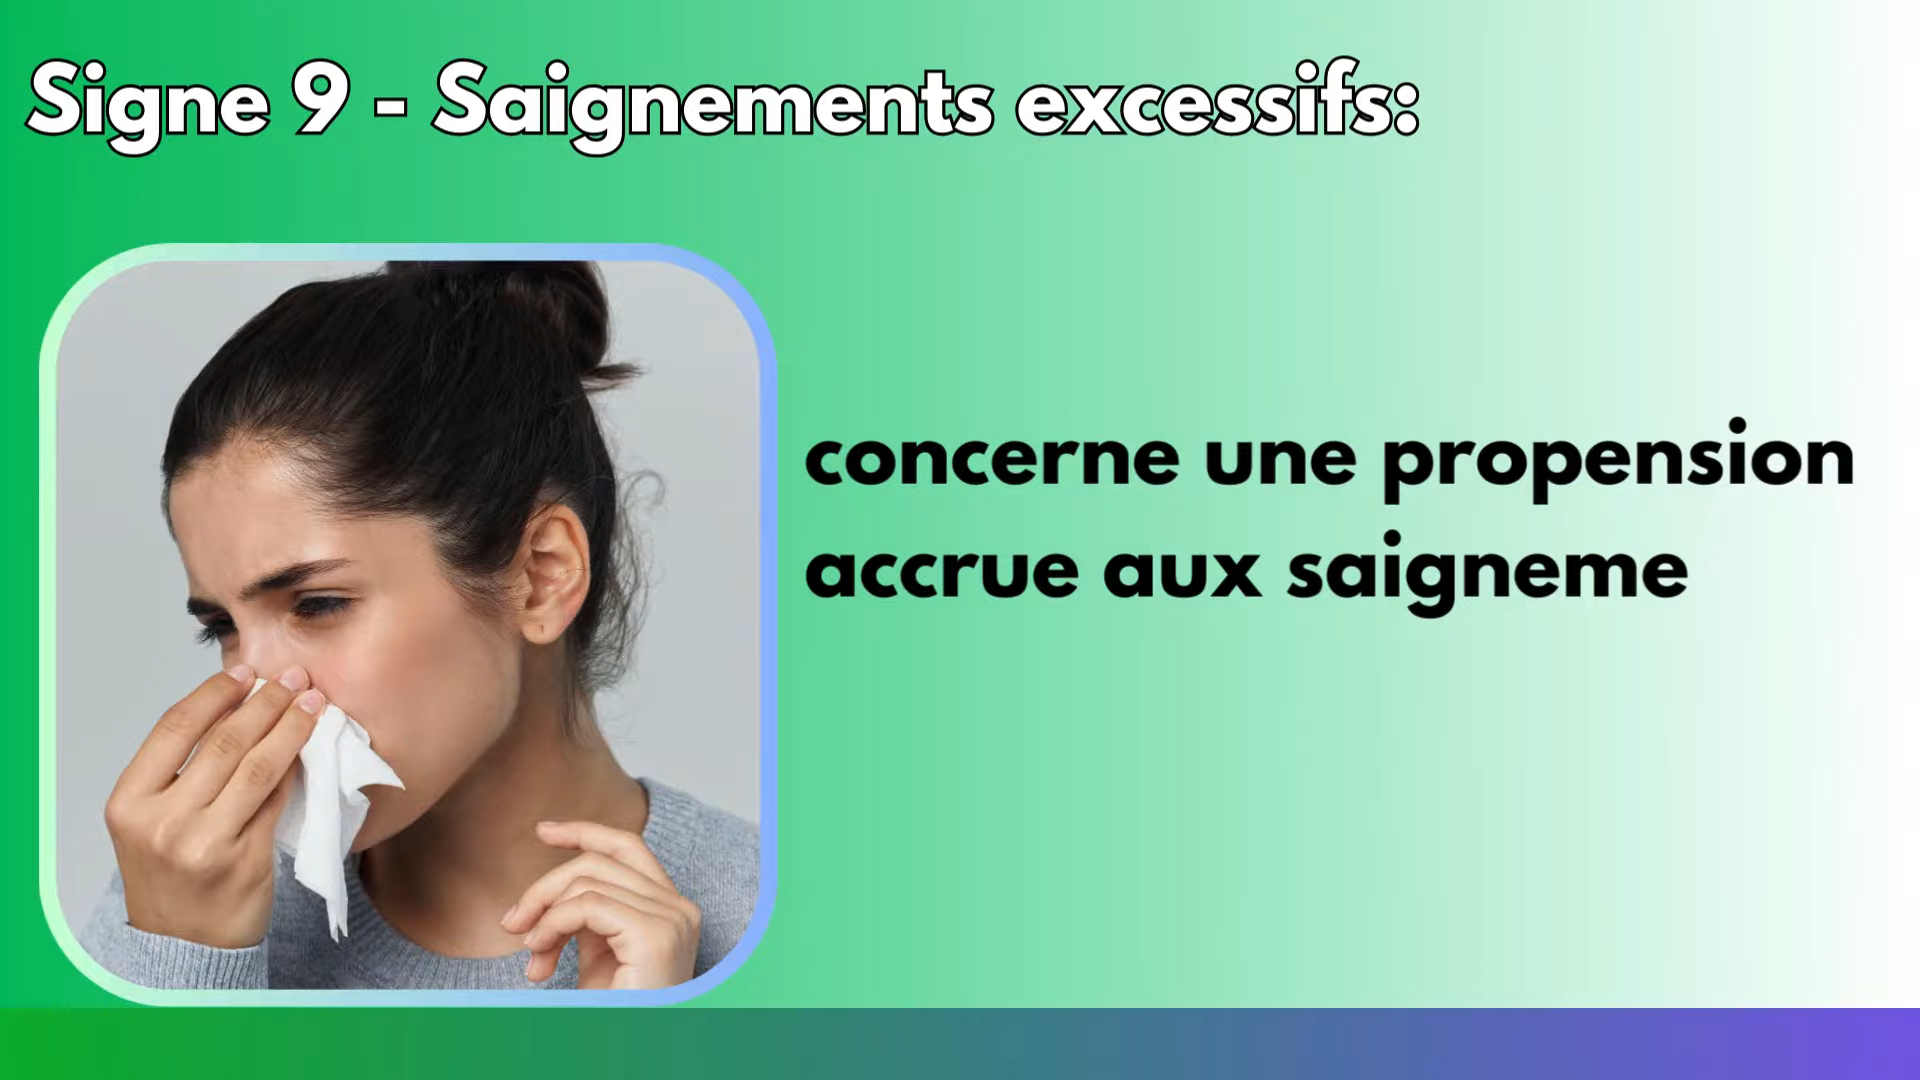 Signe 9 - Saignements excessifs:
concerne une propension
accrue aux saigneme